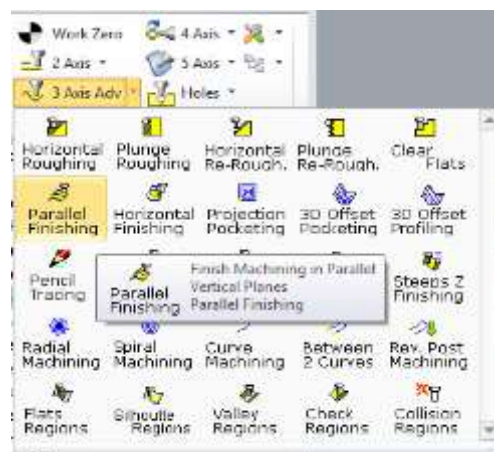 Work Zero 4 Axis
2 Axis 5 Axis
3 Axis Adv Holes
Horizontal Plunge Horizontal Plunge Clear
Roughing Roughing Re-Rough. Re-Rough. Flats
Parallel Horizontal Projection 3D Offset 3D Offset
Finishing Finishing Pocketing Pocketing Profiling
Pencil Steeps Z
Tracing Finishing
Finish Machining in Parallel
Vertical Planes
Parallel Finishing
Parallel
Finishing
Radial Spiral Curve Between Rev. Post
Machining Machining Machining 2 Curves Machining
Flats Silhoutte Valley Check Collision
Regions Regions Regions Regions Regions